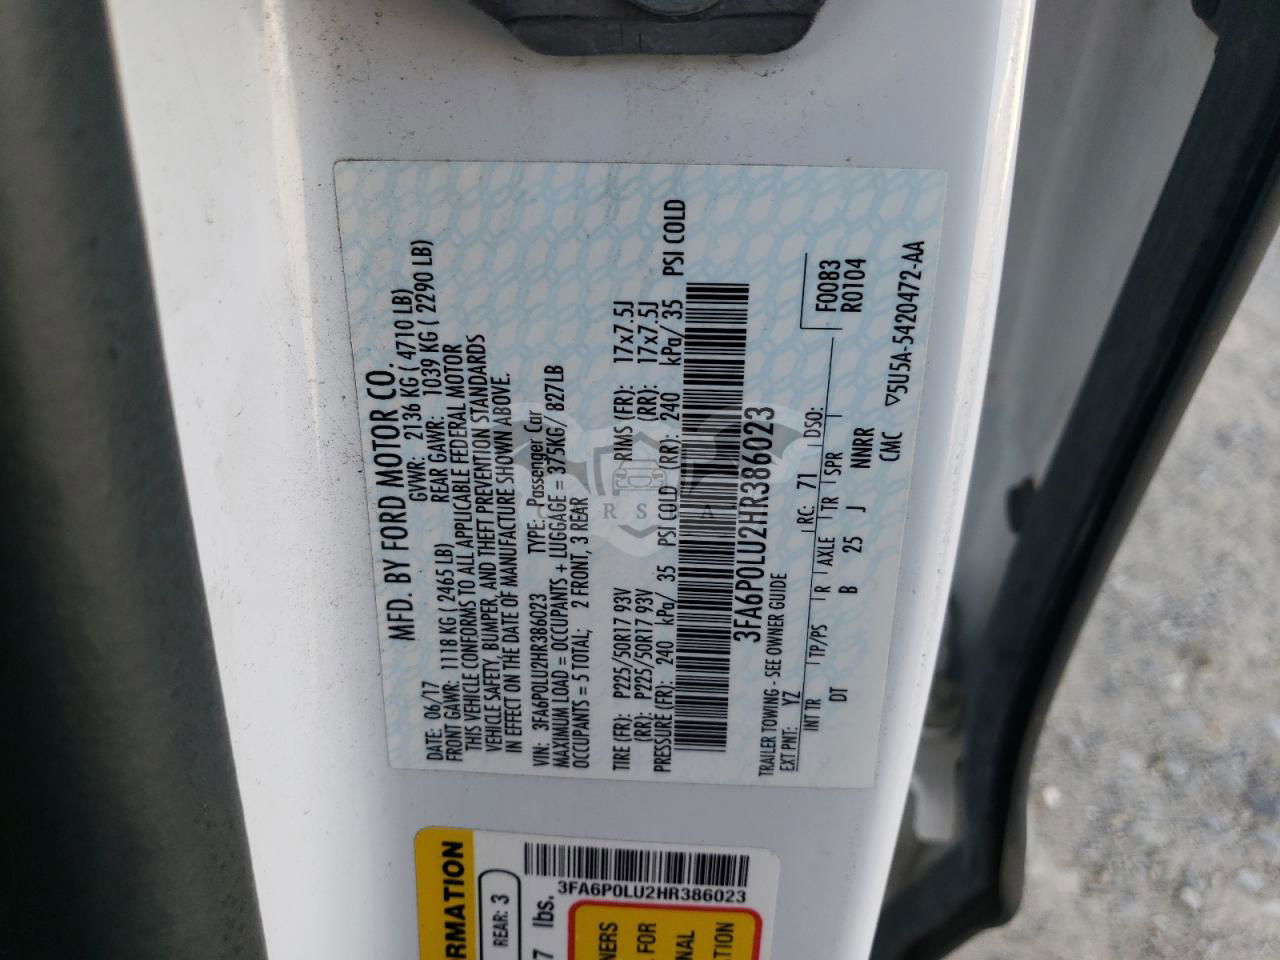 MFD. BY FORD MOTOR CO.
DATE: 06/17 GVWR: 2136 KG ( 4710 LB)
FRONT GAWR: 1118 KG ( 2465 LB) REAR GAWR: 1039 KG ( 2290 LB)
THIS VEHICLE CONFORMS TO ALL APPLICABLE FEDERAL MOTOR
VEHICLE SAFETY, BUMPER, AND THEFT PREVENTION STANDARDS
IN EFFECT ON THE DATE OF MANUFACTURE SHOWN ABOVE.
VIN: 3FA6P0LU2HR386023 TYPE: Passenger Car
MAXIMUM LOAD = OCCUPANTS + LUGGAGE = 375KG/ 827LB
OCCUPANTS = 5 TOTAL; 2 FRONT, 3 REAR
TIRE (FR): P225/50R17 93V RIMS (FR): 17x7.5J
(RR): P225/50R17 93V (RR): 17x7.5J
PRESSURE (FR): 240 kPa/ 35 PSI COLD (RR): 240 kPa/ 35 PSI COLD
3FA6P0LU2HR386023
TRAILER TOWING - SEE OWNER GUIDE
EXT PNT: YZ RC: 71 DSO:
F0083
R0104
INT TR TP/PS R AXLE TR SPR
DT B 25 J NNRR
CMC ▽5U5A-5420472-AA
RMATION
REAR: 3
7 lbs.
3FA6P0LU2HR386023
NERS
FOR
NAL
TION